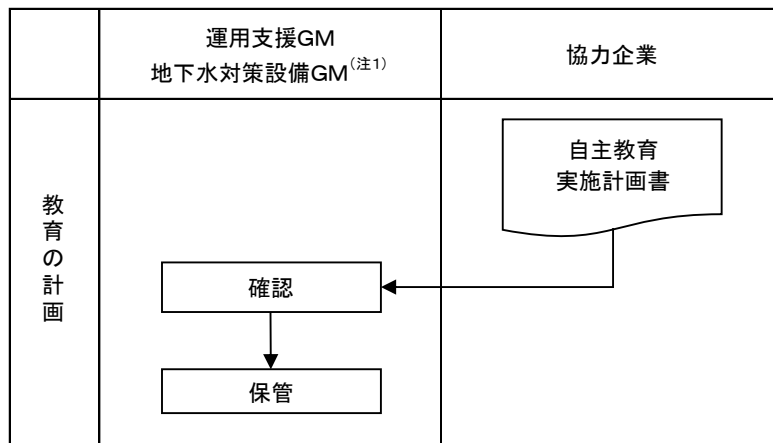 運用支援GM
地下水対策設備GM(注1)
協力企業
教育の計画
自主教育
実施計画書
確認
保管